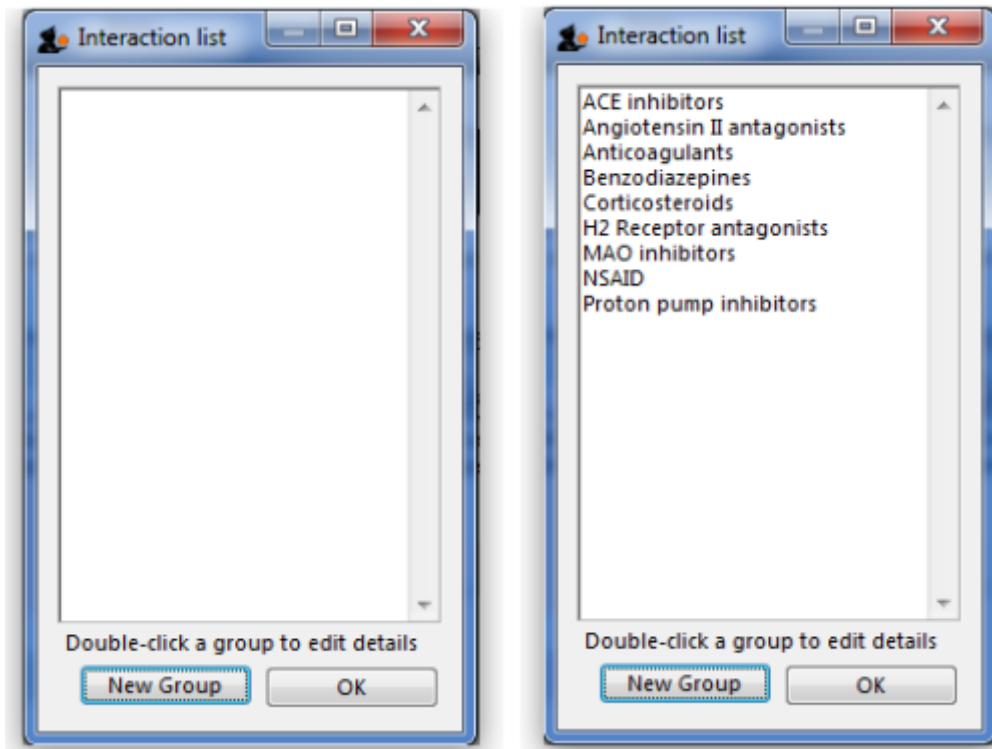 Interaction list
Double-click a group to edit details
New Group
OK
Interaction list
ACE inhibitors
Angiotensin II antagonists
Anticoagulants
Benzodiazepines
Corticosteroids
H2 Receptor antagonists
MAO inhibitors
NSAID
Proton pump inhibitors
Double-click a group to edit details
New Group
OK